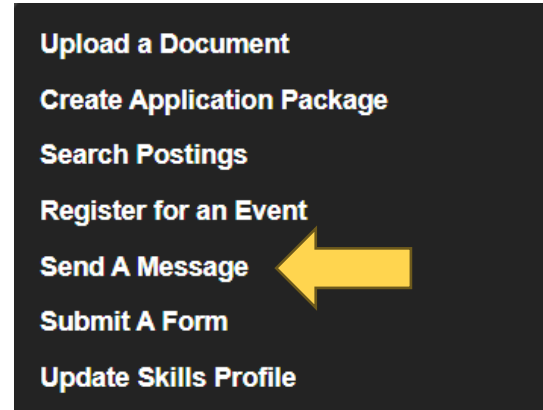 Upload a Document
Create Application Package
Search Postings
Register for an Event
Send A Message
Submit A Form
Update Skills Profile